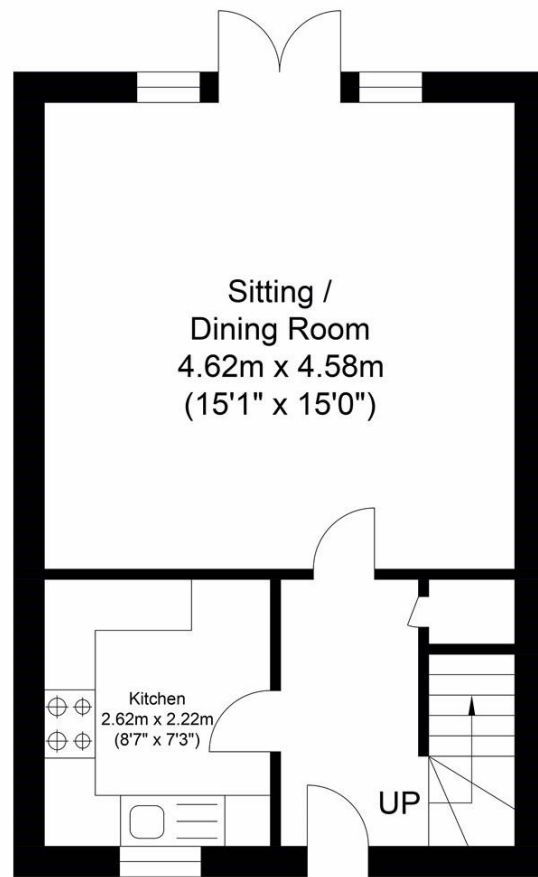 Sitting /
Dining Room
4.62m x 4.58m
(15'1" x 15'0")
Kitchen
2.62m x 2.22m
(8'7" x 7'3")
UP